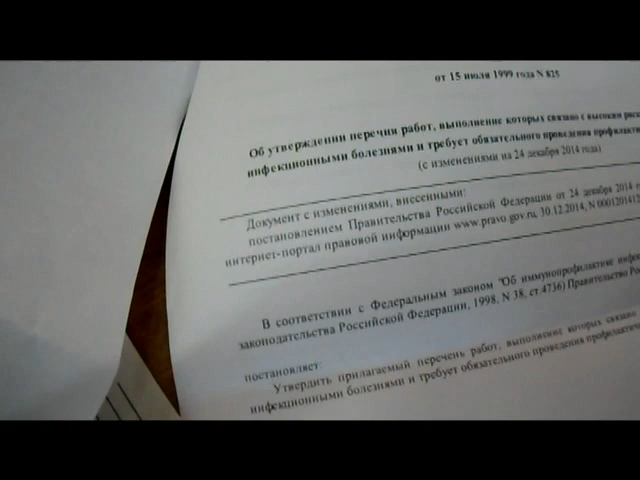 от 15 июля 1999 года N 825
Об утверждении перечня работ, выполнение которых связано с высоким
инфекционными болезнями и требует обязательного проведения
(с изменениями на 24 декабря 2014 года)
Документ с изменениями, внесенными:
постановлением Правительства Российской Федерации от 24 декабря 2014
интернет-портал правовой информации www.pravo.gov.ru, 30.12.2014, N
В соответствии с Федеральным законом "Об иммунопрофилактике
законодательства Российской Федерации, 1998, N 38, ст.4736) Правительство
постановляет:
Утвердить прилагаемый перечень работ, выполнение которых связано
инфекционными болезнями и требует обязательного проведения